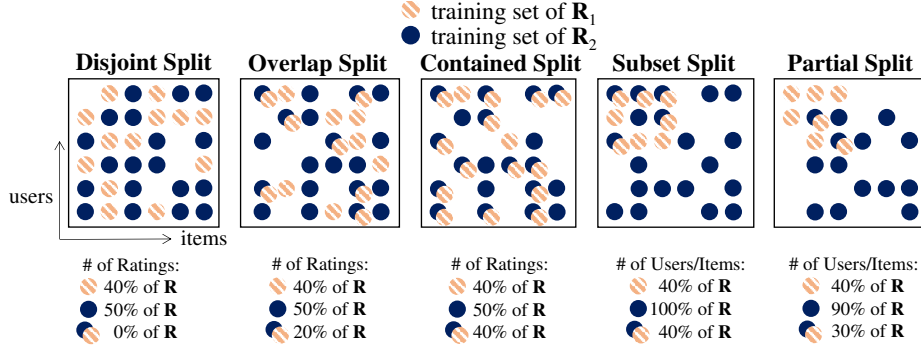 training set of R1
training set of R2
Disjoint Split
Overlap Split
Contained Split
Subset Split
Partial Split
users
items
# of Ratings:
40% of R
50% of R
0% of R
# of Ratings:
40% of R
50% of R
20% of R
# of Ratings:
40% of R
50% of R
40% of R
# of Users/Items:
40% of R
100% of R
40% of R
# of Users/Items:
40% of R
90% of R
30% of R